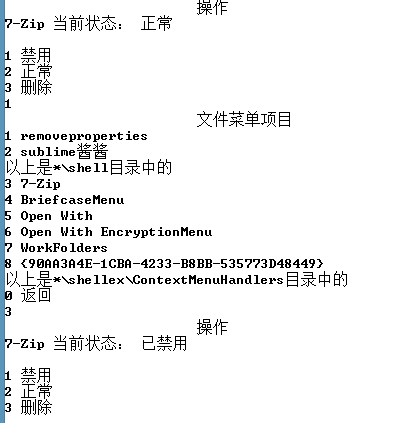 操作
7-Zip 当前状态： 正常
1 禁用
2 正常
3 删除
1
文件菜单项目
1 removeproperties
2 sublime酱酱
以上是*\shell目录中的
3 7-Zip
4 BriefcaseMenu
5 Open With
6 Open With EncryptionMenu
7 WorkFolders
8 {90AA3A4E-1CBA-4233-B8BB-535773D48449}
以上是*\shellex\ContextMenuHandlers目录中的
0 返回
3
操作
7-Zip 当前状态： 已禁用
1 禁用
2 正常
3 删除